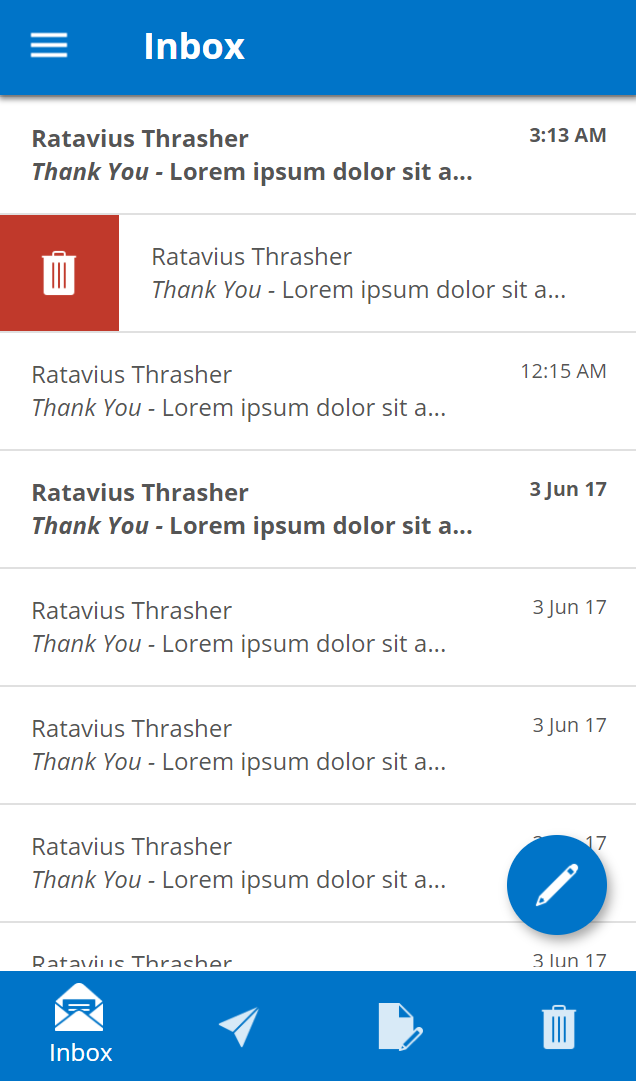 Inbox
Ratavius Thrasher 3:13 AM
Thank You - Lorem ipsum dolor sit a...
Ratavius Thrasher
Thank You - Lorem ipsum dolor sit a...
Ratavius Thrasher 12:15 AM
Thank You - Lorem ipsum dolor sit a...
Ratavius Thrasher 3 Jun 17
Thank You - Lorem ipsum dolor sit a...
Ratavius Thrasher 3 Jun 17
Thank You - Lorem ipsum dolor sit a...
Ratavius Thrasher 3 Jun 17
Thank You - Lorem ipsum dolor sit a...
Ratavius Thrasher 17
Thank You - Lorem ipsum dolor sit a...
Ratavius Thrasher 3 Jun 17
Inbox